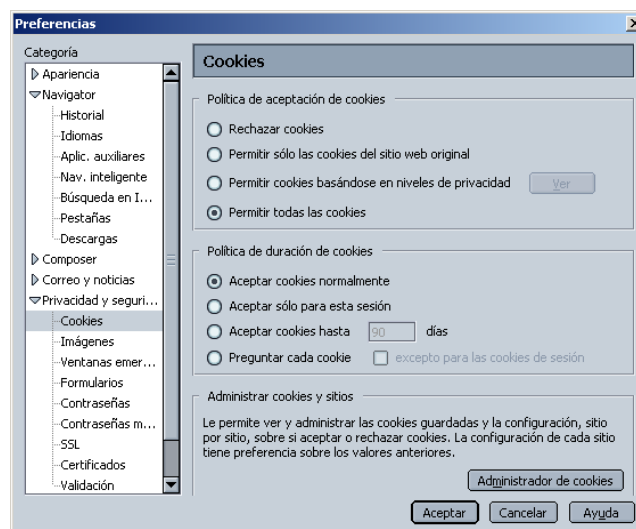 Preferencias
Categoría
Apariencia
Navigator
Historial
Idiomas
Aplic. auxiliares
Nav. inteligente
Búsqueda en I...
Pestañas
Descargas
Composer
Correo y noticias
Privacidad y seguri...
Cookies
Imágenes
Ventanas emer...
Formularios
Contraseñas
Contraseñas m...
SSL
Certificados
Validación
Cookies
Política de aceptación de cookies
Rechazar cookies
Permitir sólo las cookies del sitio web original
Permitir cookies basándose en niveles de privacidad Ver
Permitir todas las cookies
Política de duración de cookies
Aceptar cookies normalmente
Aceptar sólo para esta sesión
Aceptar cookies hasta 90 días
Preguntar cada cookie excepto para las cookies de sesión
Administrar cookies y sitios
Le permite ver y administrar las cookies guardadas y la configuración, sitio
por sitio, sobre si aceptar o rechazar cookies. La configuración de cada sitio
tiene preferencia sobre los valores anteriores.
Administrador de cookies
Aceptar Cancelar Ayuda